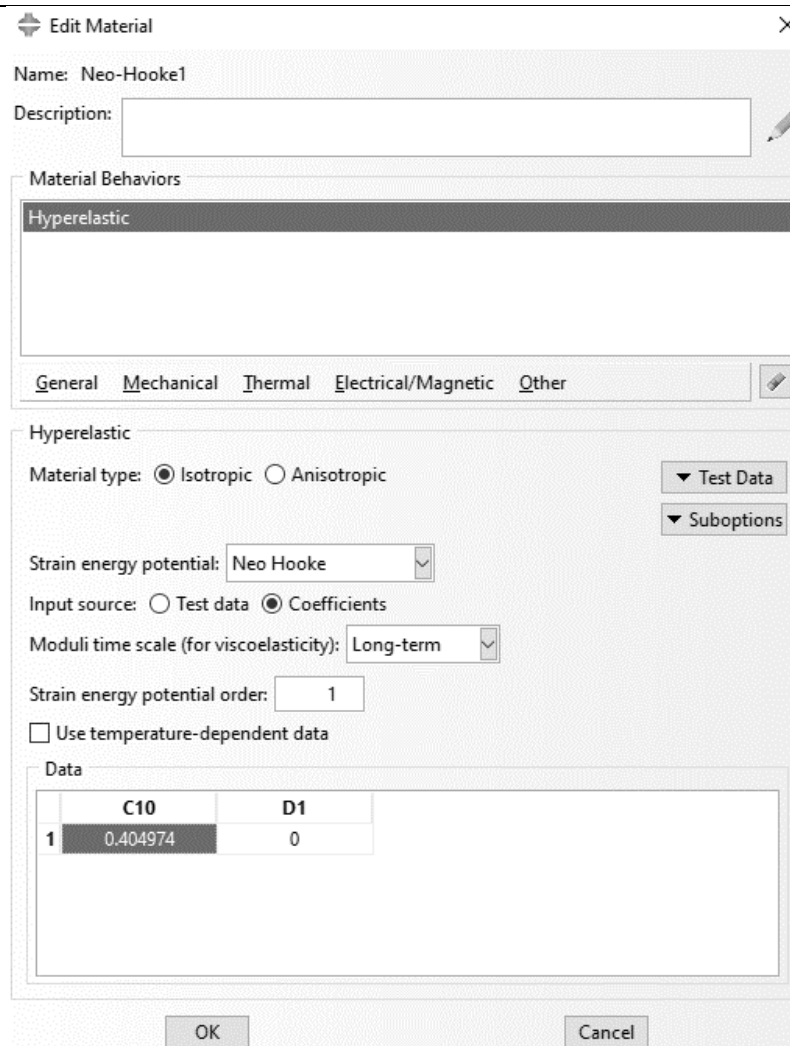 Edit Material
Name: Neo-Hooke1
Description:
Material Behaviors
Hyperelastic
General Mechanical Thermal Electrical/Magnetic Other
Hyperelastic
Material type: Isotropic Anisotropic
Test Data
Suboptions
Strain energy potential: Neo Hooke
Input source: Test data Coefficients
Moduli time scale (for viscoelasticity): Long-term
Strain energy potential order: 1
Use temperature-dependent data
Data
C10 D1
1 0.404974 0
OK Cancel